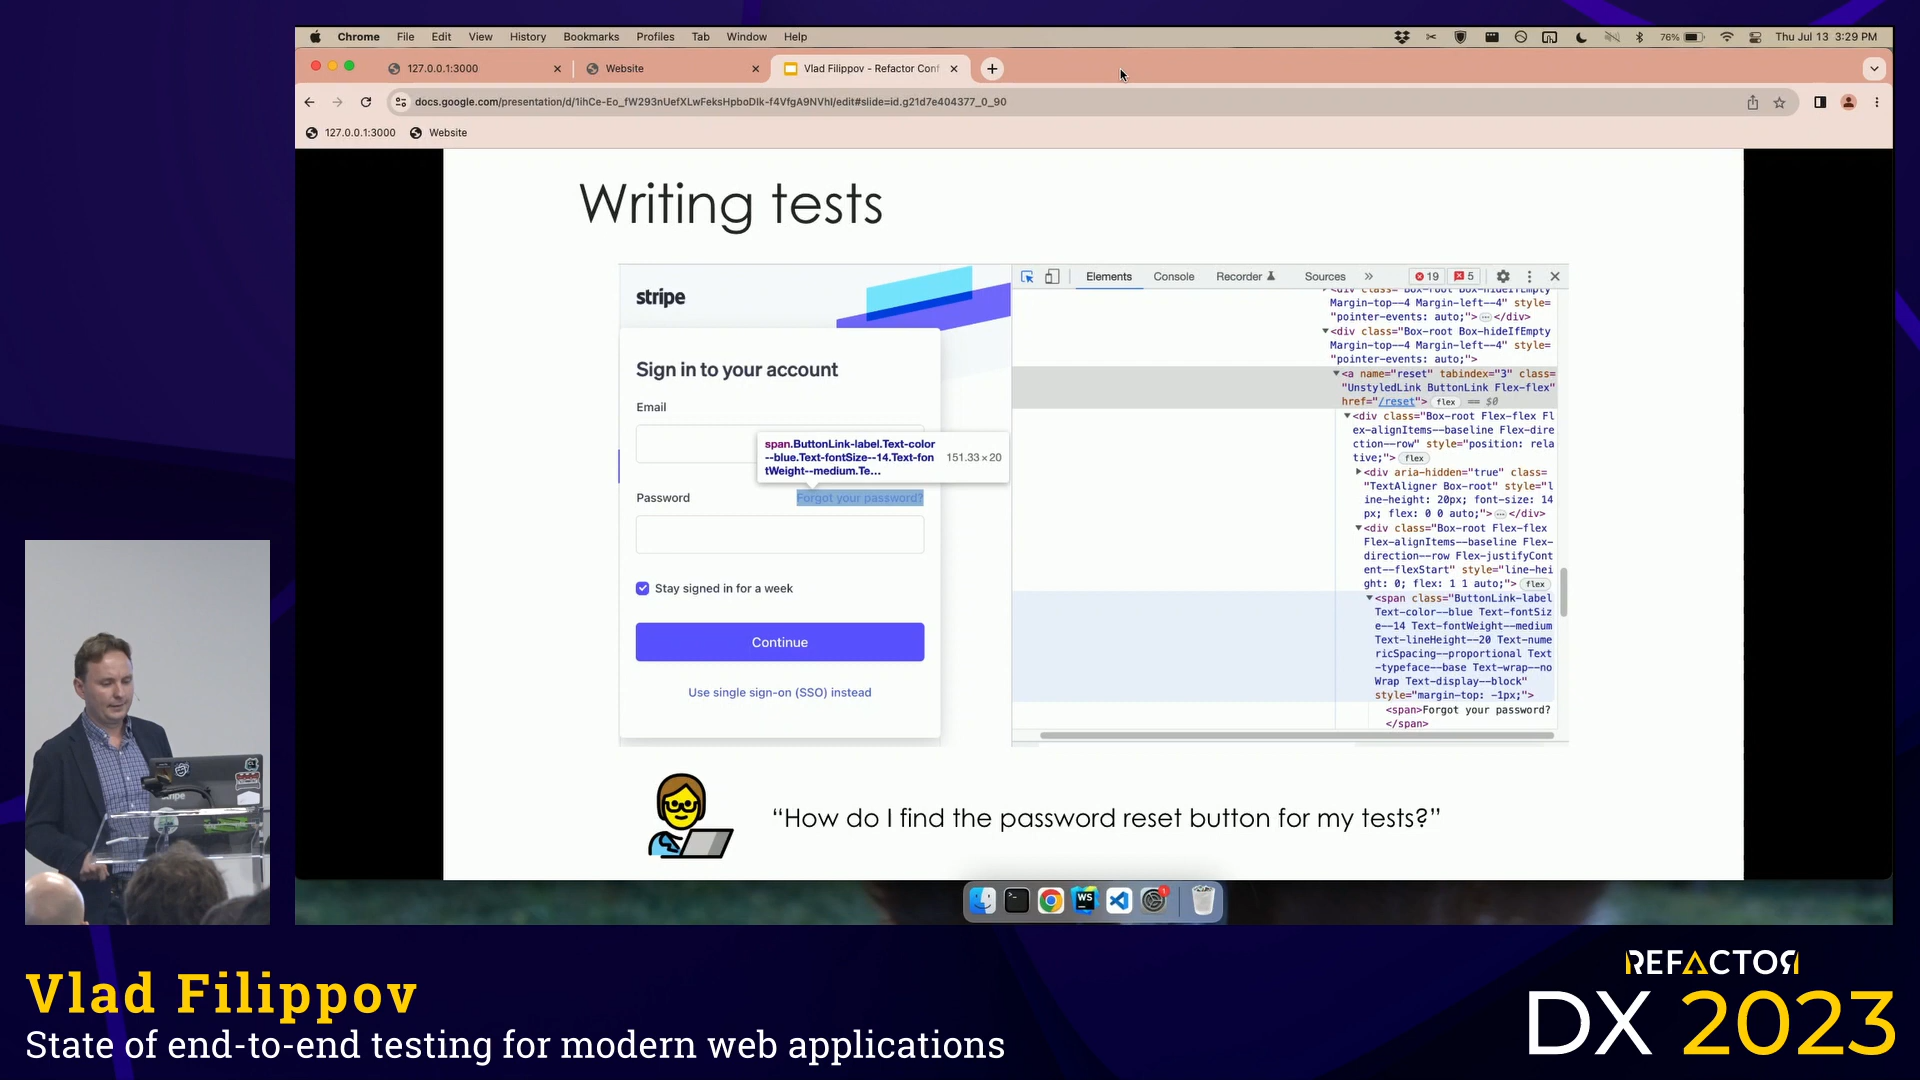 Chrome File Edit View History Bookmarks Profiles Tab Window Help
76% Thu Jul 13 3:29 PM
127.0.0.1:3000
Website
Vlad Filippov - Refactor Conf
docs.google.com/presentation/d/1ihCe-Eo_fW293nUefXLwFeksHpboDIk-f4VfgA9NVhI/edit#slide=id.g21d7e404377_0_90
127.0.0.1:3000 Website
Writing tests
stripe
Sign in to your account
Email
span.ButtonLink-label.Text-color
--blue.Text-fontSize--14.Text-fon
tWeight--medium.Te...
151.33 × 20
Password
Forgot your password?
Stay signed in for a week
Continue
Use single sign-on (SSO) instead
Elements Console Recorder Sources » 19 5
<div class="Box-root Box-hideIfEmpty
Margin-top--4 Margin-left--4" style=
"pointer-events: auto;">…</div>
<div class="Box-root Box-hideIfEmpty
Margin-top--4 Margin-left--4" style=
"pointer-events: auto;">
<a name="reset" tabindex="3" class=
"UnstyledLink ButtonLink Flex-flex"
href="/reset"> flex == $0
<div class="Box-root Flex-flex Fl
ex-alignItems--baseline Flex-dire
ction--row" style="position: rela
tive;"> flex
<div aria-hidden="true" class=
"TextAligner Box-root" style="l
ine-height: 20px; font-size: 14
px; flex: 0 0 auto;">…</div>
<div class="Box-root Flex-flex
Flex-alignItems--baseline Flex-
direction--row Flex-justifyCont
ent--flexStart" style="line-hei
ght: 0; flex: 1 1 auto;"> flex
<span class="ButtonLink-label
Text-color--blue Text-fontSiz
e--14 Text-fontWeight--medium
Text-lineHeight--20 Text-nume
ricSpacing--proportional Text
-typeface--base Text-wrap--no
Wrap Text-display--block"
style="margin-top: -1px;">
<span>Forgot your password?
</span>
“How do I find the password reset button for my tests?”
WS
1
Vlad Filippov
State of end-to-end testing for modern web applications
REFACTOR
DX 2023